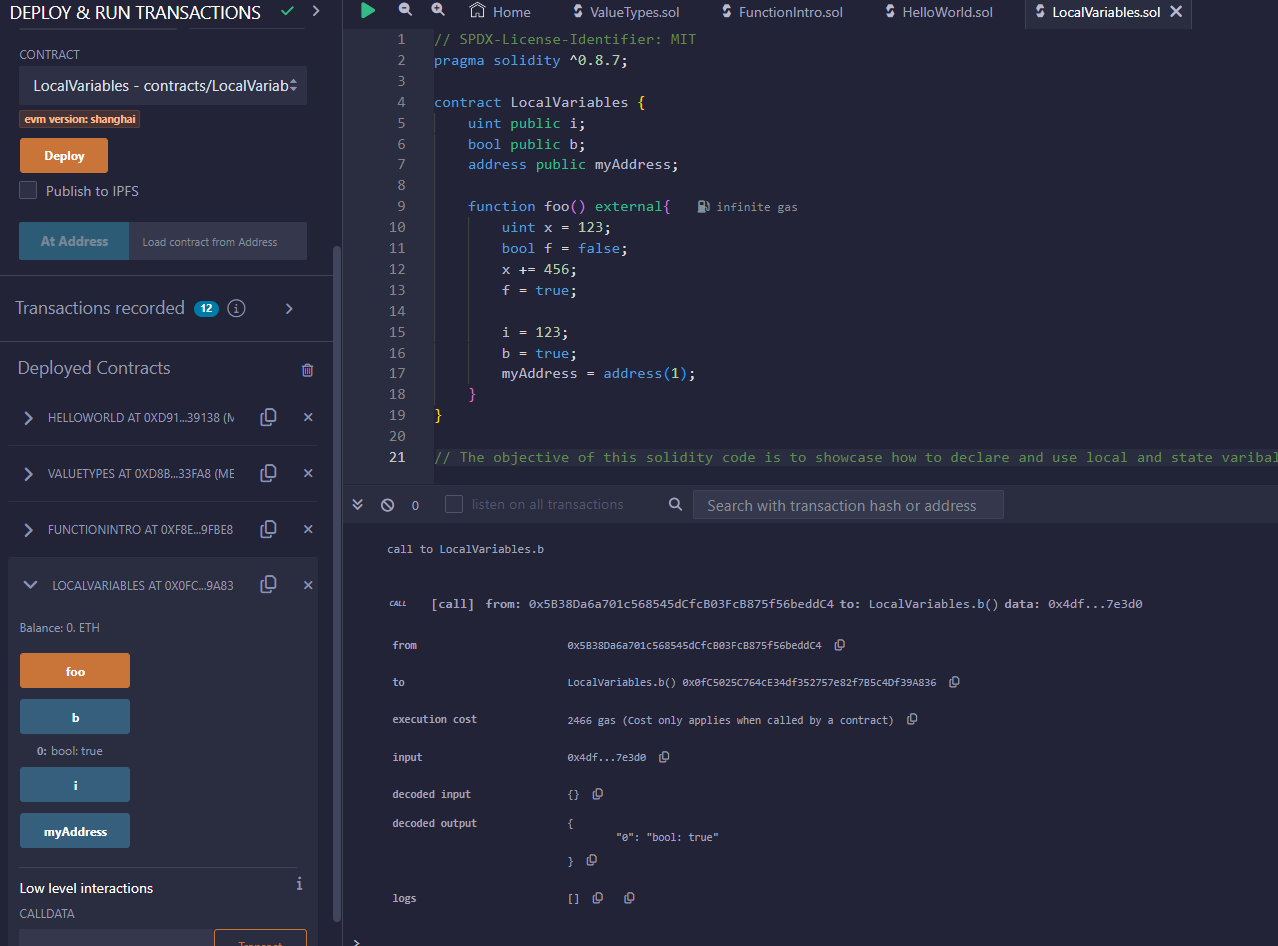 DEPLOY & RUN TRANSACTIONS
CONTRACT
LocalVariables - contracts/LocalVariab
evm version: shanghai
Deploy
Publish to IPFS
At Address
Load contract from Address
Transactions recorded 12 i
Deployed Contracts
HELLOWORLD AT 0XD91...39138 (M
VALUETYPES AT 0XD8B...33FA8 (ME
FUNCTIONINTRO AT 0XF8E...9FBE8
LOCALVARIABLES AT 0X0FC...9A83
Balance: 0. ETH
foo
b
0: bool: true
i
myAddress
Low level interactions i
CALLDATA
Transact
Home ValueTypes.sol FunctionIntro.sol HelloWorld.sol LocalVariables.sol
1 // SPDX-License-Identifier: MIT
2 pragma solidity ^0.8.7;
3
4 contract LocalVariables {
5 uint public i;
6 bool public b;
7 address public myAddress;
8
9 function foo() external{ infinite gas
10 uint x = 123;
11 bool f = false;
12 x += 456;
13 f = true;
14
15 i = 123;
16 b = true;
17 myAddress = address(1);
18 }
19 }
20
21 // The objective of this solidity code is to showcase how to declare and use local and state varibal
0 listen on all transactions Search with transaction hash or address
call to LocalVariables.b
CALL [call] from: 0x5B38Da6a701c568545dCfcB03FcB875f56beddC4 to: LocalVariables.b() data: 0x4df...7e3d0
from 0x5B38Da6a701c568545dCfcB03FcB875f56beddC4
to LocalVariables.b() 0x0fC5025C764cE34df352757e82f7B5c4Df39A836
execution cost 2466 gas (Cost only applies when called by a contract)
input 0x4df...7e3d0
decoded input {}
decoded output {
"0": "bool: true"
}
logs []
>